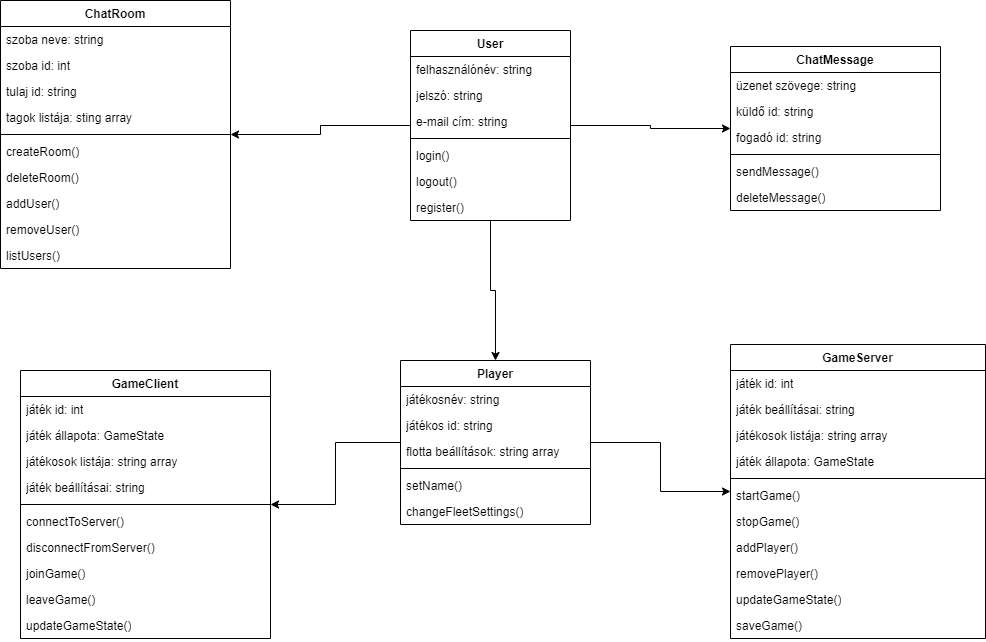 ChatRoom
szoba neve: string
szoba id: int
tulaj id: string
tagok listája: sting array
createRoom()
deleteRoom()
addUser()
removeUser()
listUsers()
User
felhasználónév: string
jelszó: string
e-mail cím: string
login()
logout()
register()
ChatMessage
üzenet szövege: string
küldő id: string
fogadó id: string
sendMessage()
deleteMessage()
GameClient
játék id: int
játék állapota: GameState
játékosok listája: string array
játék beállításai: string
connectToServer()
disconnectFromServer()
joinGame()
leaveGame()
updateGameState()
Player
játékosnév: string
játékos id: string
flotta beállítások: string array
setName()
changeFleetSettings()
GameServer
játék id: int
játék beállításai: string
játékosok listája: string array
játék állapota: GameState
startGame()
stopGame()
addPlayer()
removePlayer()
updateGameState()
saveGame()